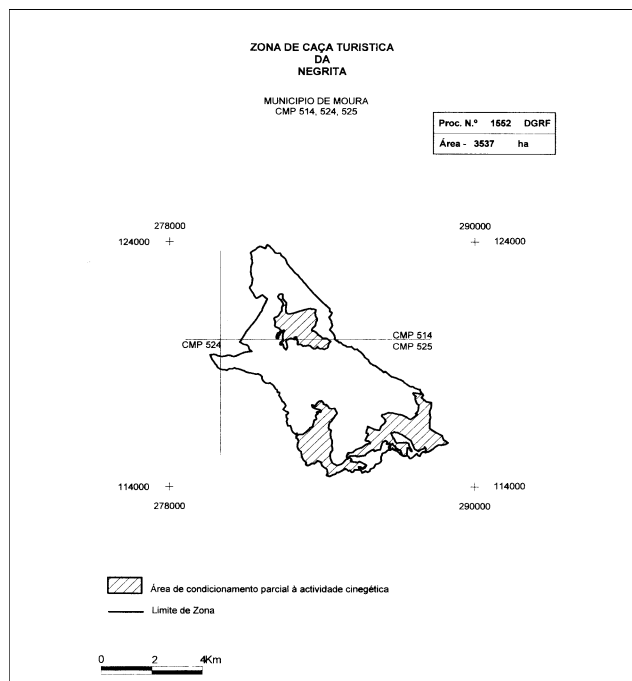 ZONA DE CAÇA TURISTICA
DA
NEGRITA
MUNICIPIO DE MOURA
CMP 514, 524, 525
Proc. N.º 1552 DGRF
Área - 3537 ha
278000 290000
124000 124000
CMP 514
CMP 524 CMP 525
114000 114000
278000 290000
Área de condicionamento parcial à actividade cinegética
Limite de Zona
0 2 4Km